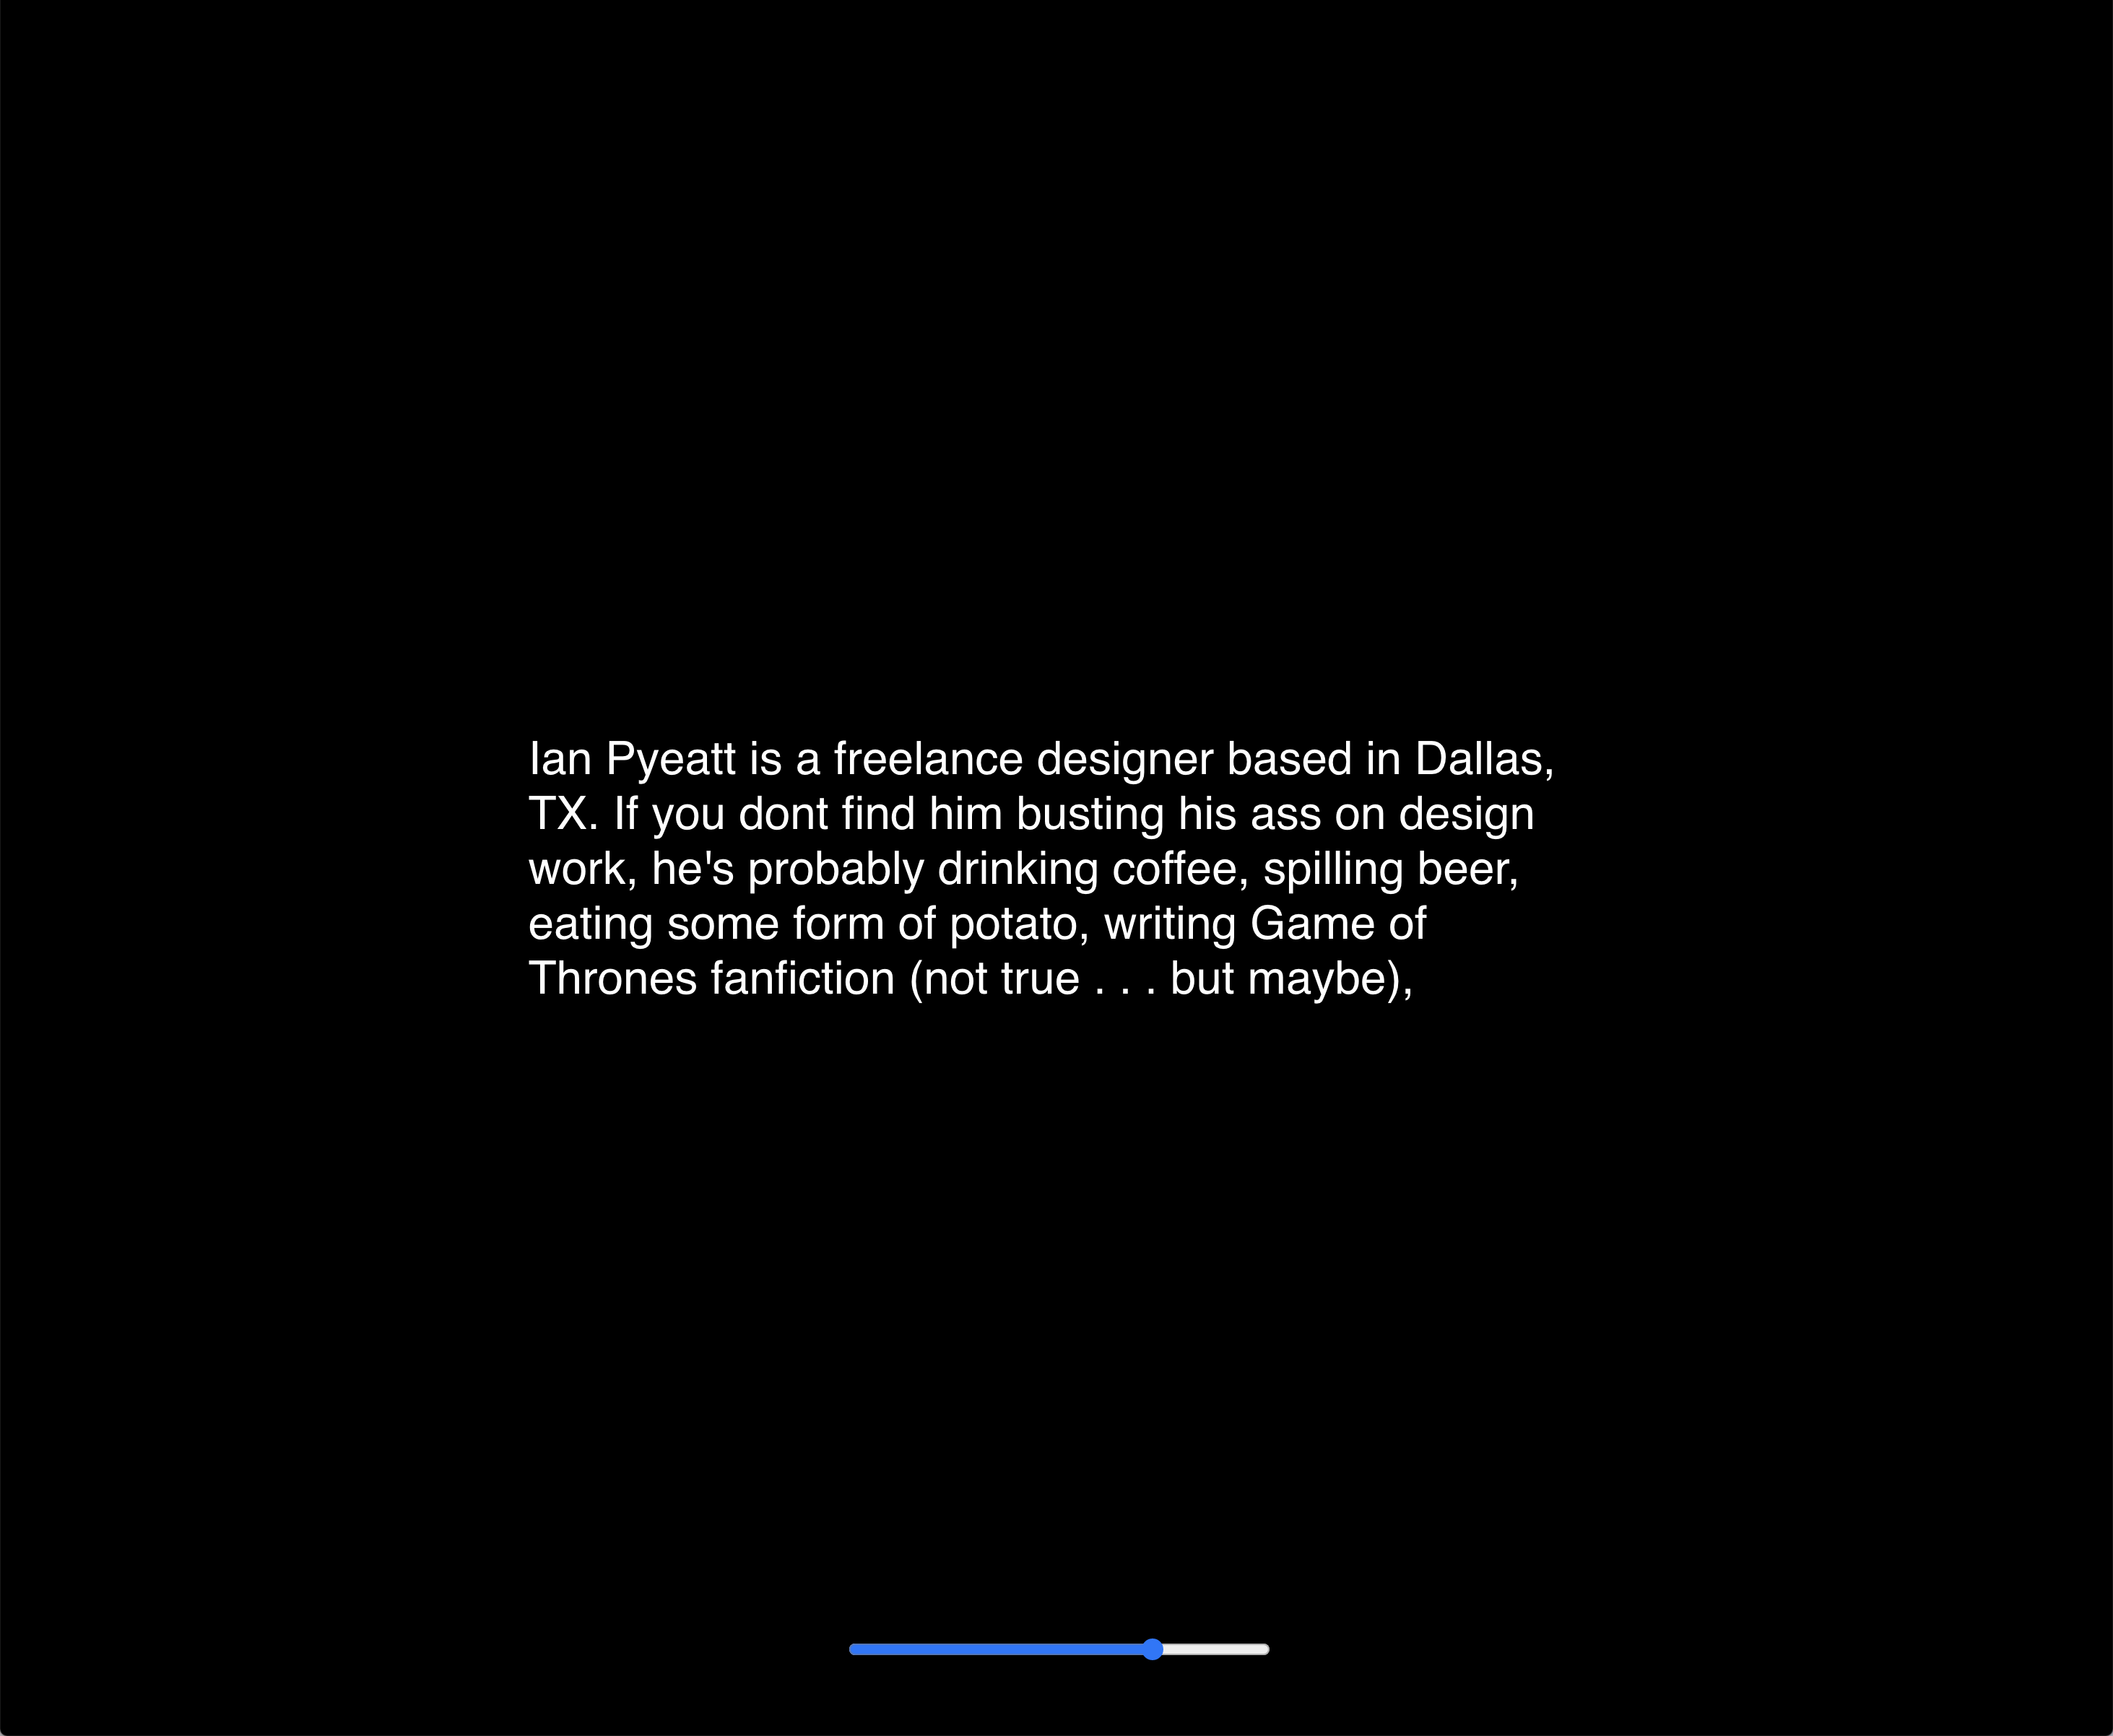 Ian Pyeatt is a freelance designer based in Dallas,
TX. If you dont find him busting his ass on design
work, he's probably drinking coffee, spilling beer,
eating some form of potato, writing Game of
Thrones fanfiction (not true . . . but maybe),